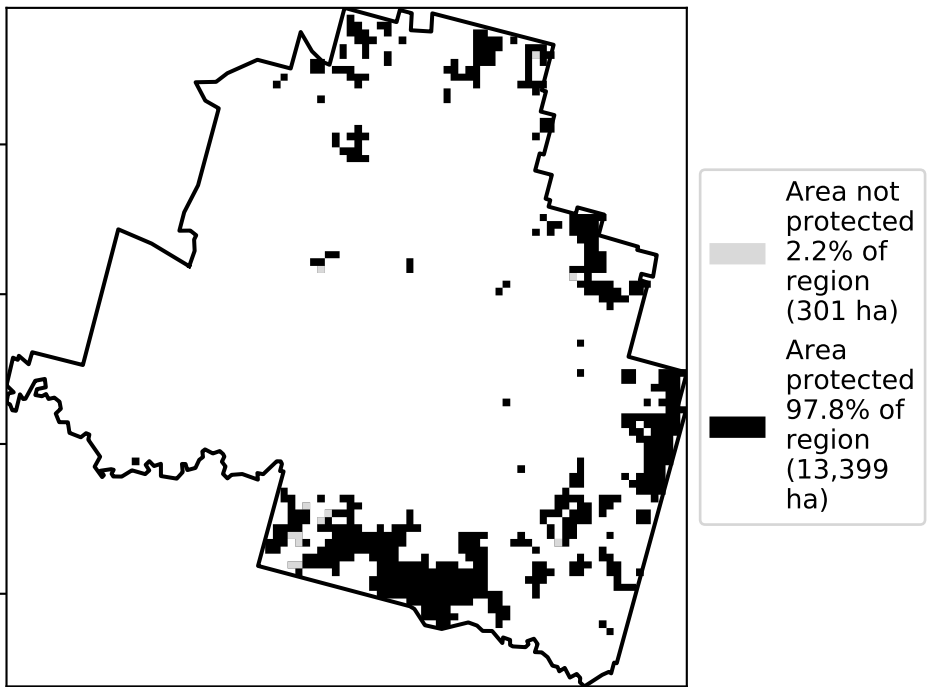 Area not
protected
2.2% of
region
(301 ha)
Area
protected
97.8% of
region
(13,399
ha)